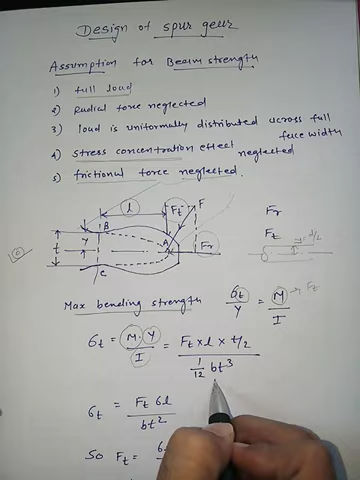 Design of spur gear
Assumption for Beam strength
1) full load
2) Radial force neglected
3) load is uniformally distributed across full
face width
4) stress concentration effect neglected
5) frictional force neglected.
l
Ft
F
Fr
B
t
y
A
Fr
Ft
y=t/2
C
Max bending strength
σt/y = M/I → Ft
σt = M.y/I = Ft x l x t/2 / 1/12 bt³
σt = Ft 6l / bt²
So Ft =